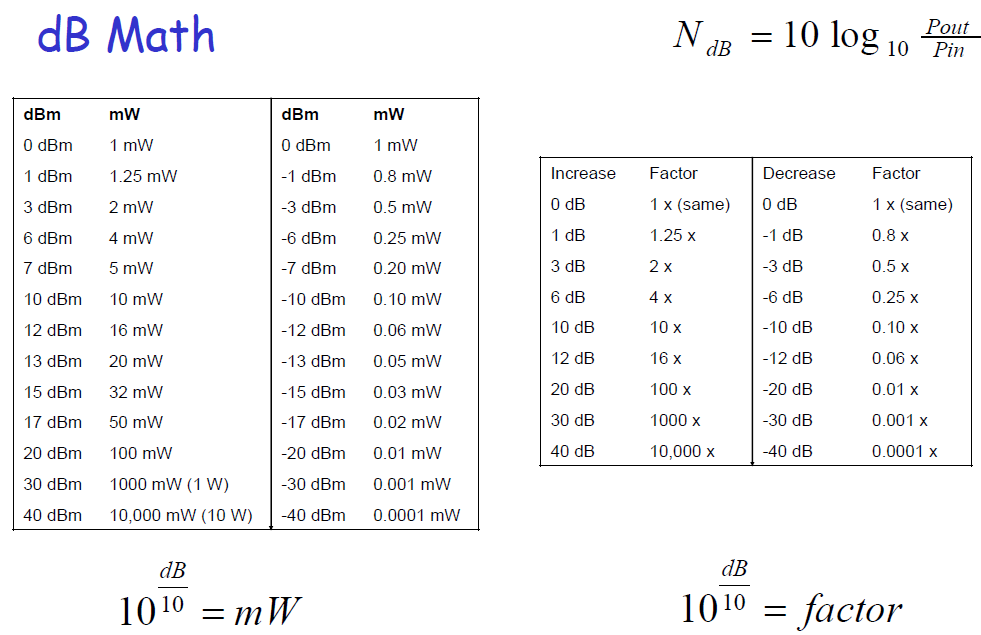 dB Math
N dB = 10 log 10 Pout / Pin
dBm mW dBm mW
0 dBm 1 mW 0 dBm 1 mW
1 dBm 1.25 mW -1 dBm 0.8 mW
3 dBm 2 mW -3 dBm 0.5 mW
6 dBm 4 mW -6 dBm 0.25 mW
7 dBm 5 mW -7 dBm 0.20 mW
10 dBm 10 mW -10 dBm 0.10 mW
12 dBm 16 mW -12 dBm 0.06 mW
13 dBm 20 mW -13 dBm 0.05 mW
15 dBm 32 mW -15 dBm 0.03 mW
17 dBm 50 mW -17 dBm 0.02 mW
20 dBm 100 mW -20 dBm 0.01 mW
30 dBm 1000 mW (1 W) -30 dBm 0.001 mW
40 dBm 10,000 mW (10 W) -40 dBm 0.0001 mW
Increase Factor Decrease Factor
0 dB 1 x (same) 0 dB 1 x (same)
1 dB 1.25 x -1 dB 0.8 x
3 dB 2 x -3 dB 0.5 x
6 dB 4 x -6 dB 0.25 x
10 dB 10 x -10 dB 0.10 x
12 dB 16 x -12 dB 0.06 x
20 dB 100 x -20 dB 0.01 x
30 dB 1000 x -30 dB 0.001 x
40 dB 10,000 x -40 dB 0.0001 x
10 dB / 10 = mW
10 dB / 10 = factor